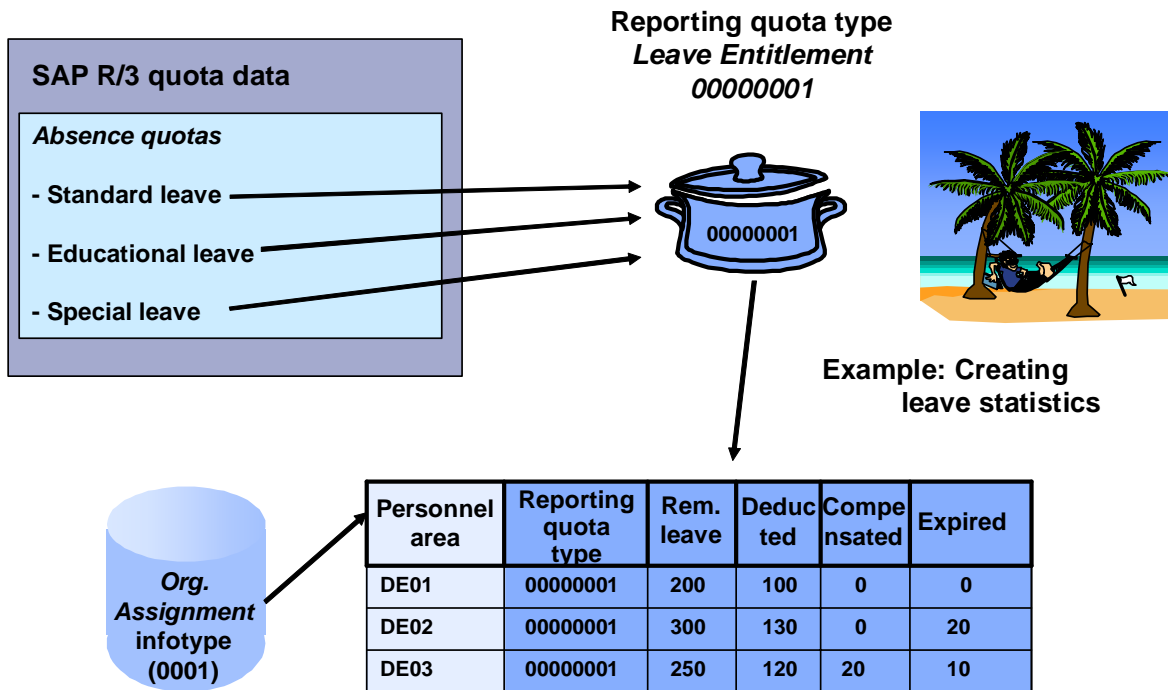 Reporting quota type
Leave Entitlement
00000001
SAP R/3 quota data
Absence quotas
- Standard leave
- Educational leave
- Special leave
00000001
Example: Creating
leave statistics
Org.
Assignment
infotype
(0001)
Personnel area Reporting quota type Rem. leave Deduc ted Compe nsated Expired
DE01 00000001 200 100 0 0
DE02 00000001 300 130 0 20
DE03 00000001 250 120 20 10